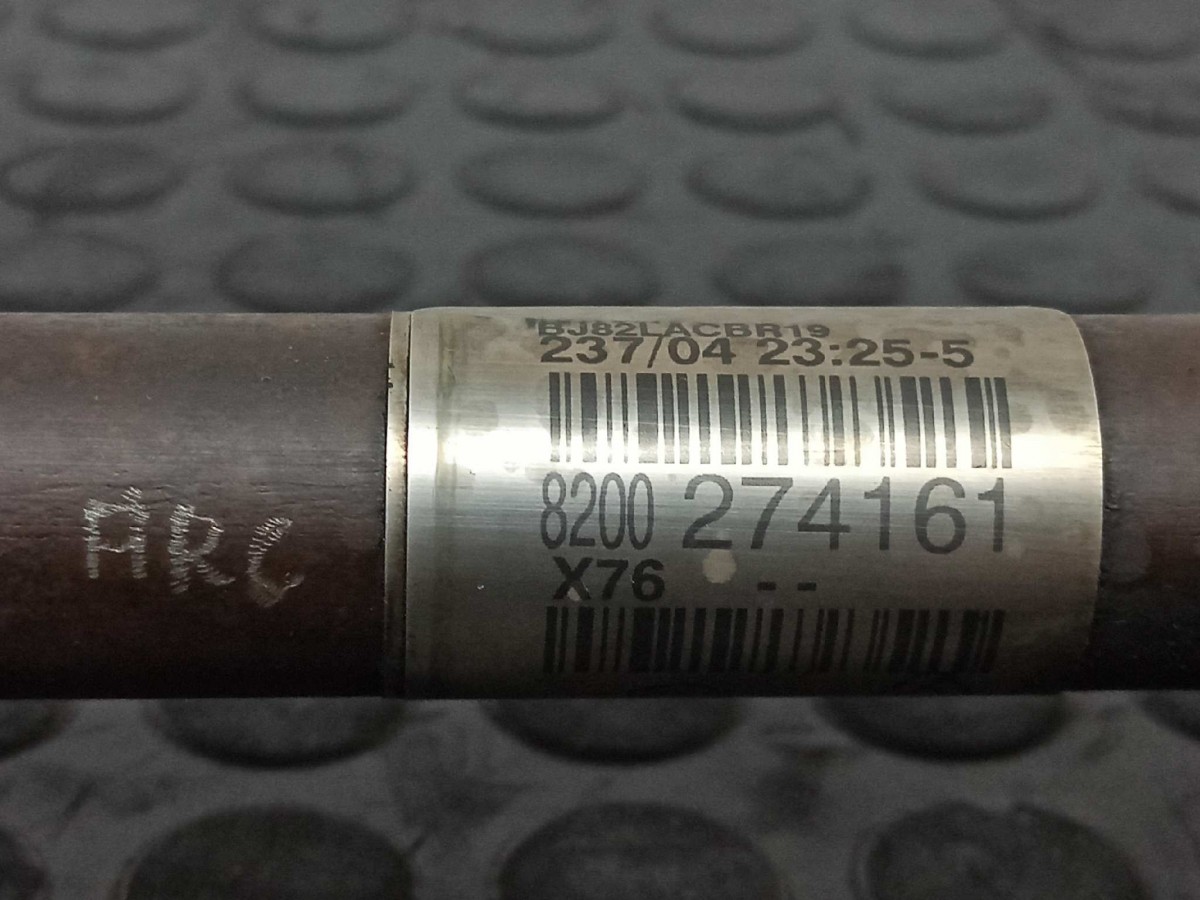 BJ82LACBR19
237/04 23:25-5
8200 274161
X76 --
ARC